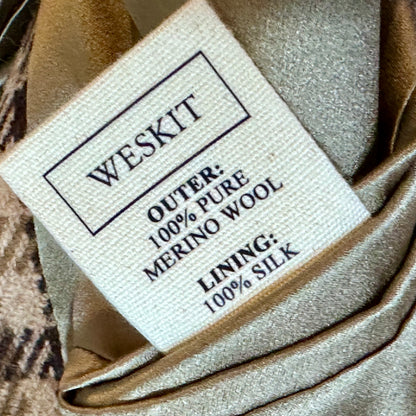 WESKIT
OUTER:
100% PURE
MERINO WOOL
LINING:
100% SILK